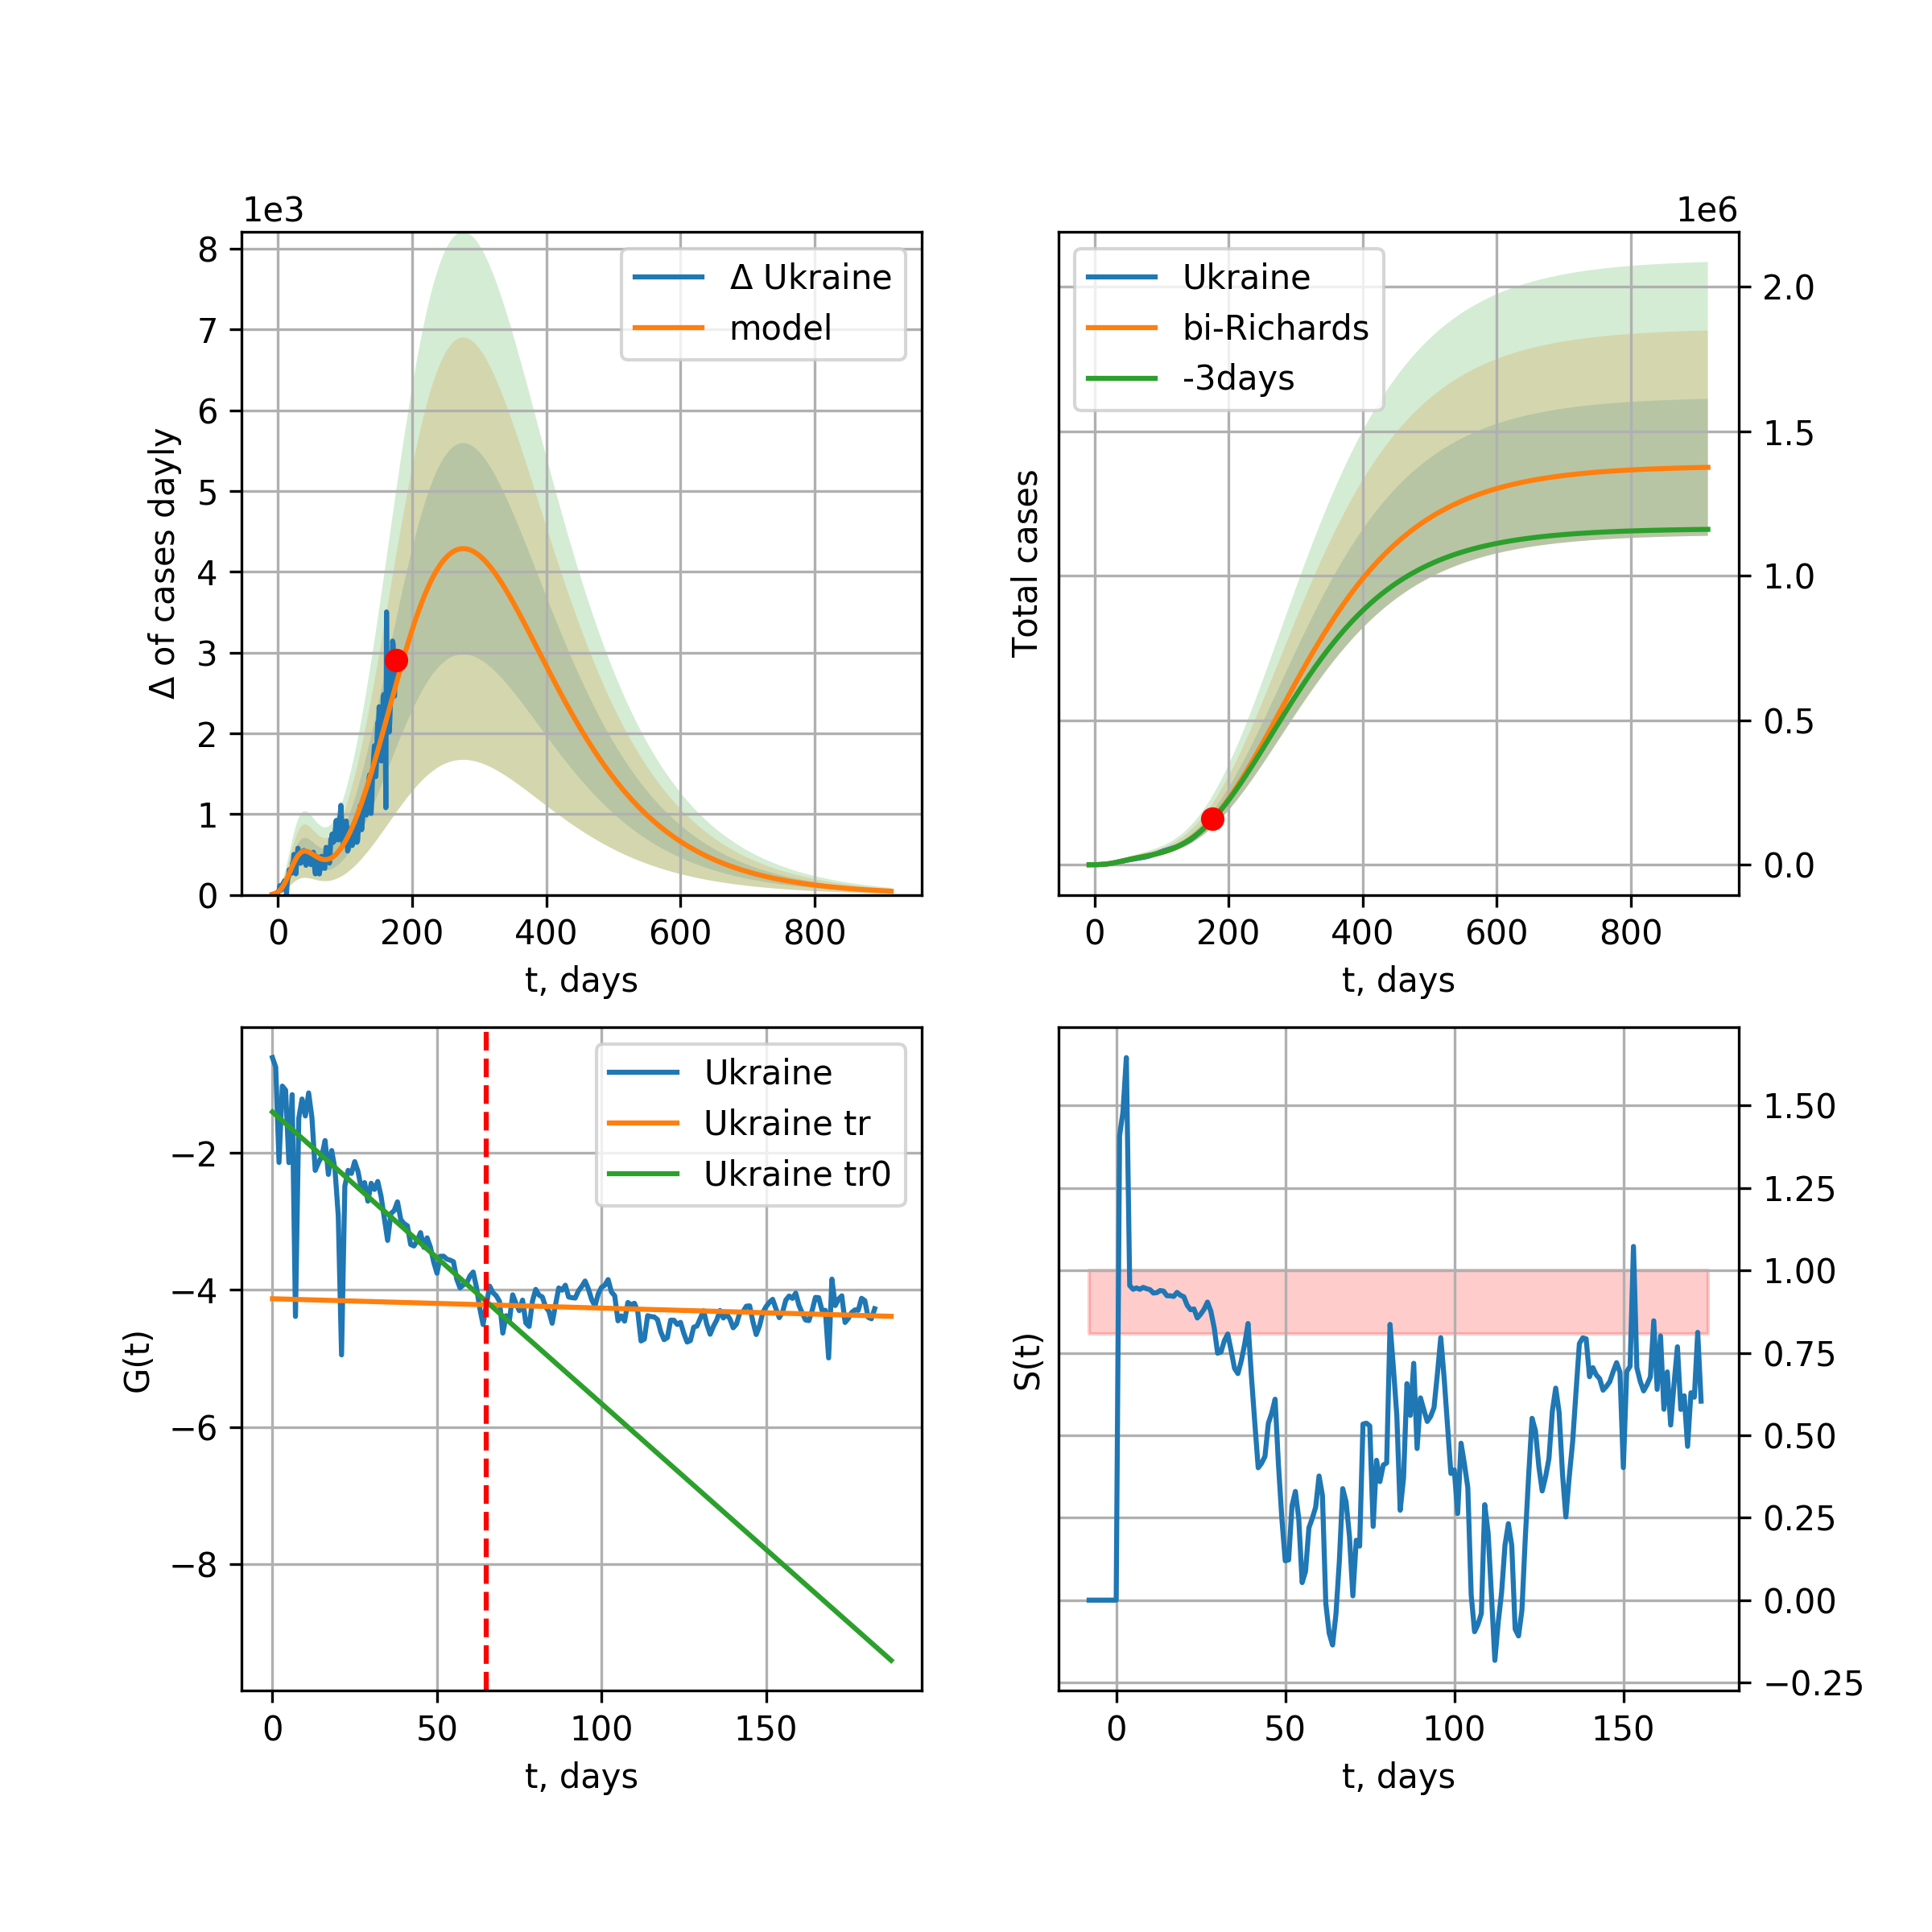 1e3
8
7
6
5
4
3
2
1
0
Δ of cases dayly
Δ Ukraine
model
0 200 400 600 800
t, days
1e6
Ukraine
bi-Richards
-3days
Total cases
2.0
1.5
1.0
0.5
0.0
0 200 400 600 800
t, days
−2
−4
−6
−8
G(t)
Ukraine
Ukraine tr
Ukraine tr0
0 50 100 150
t, days
S(t)
1.50
1.25
1.00
0.75
0.50
0.25
0.00
−0.25
0 50 100 150
t, days